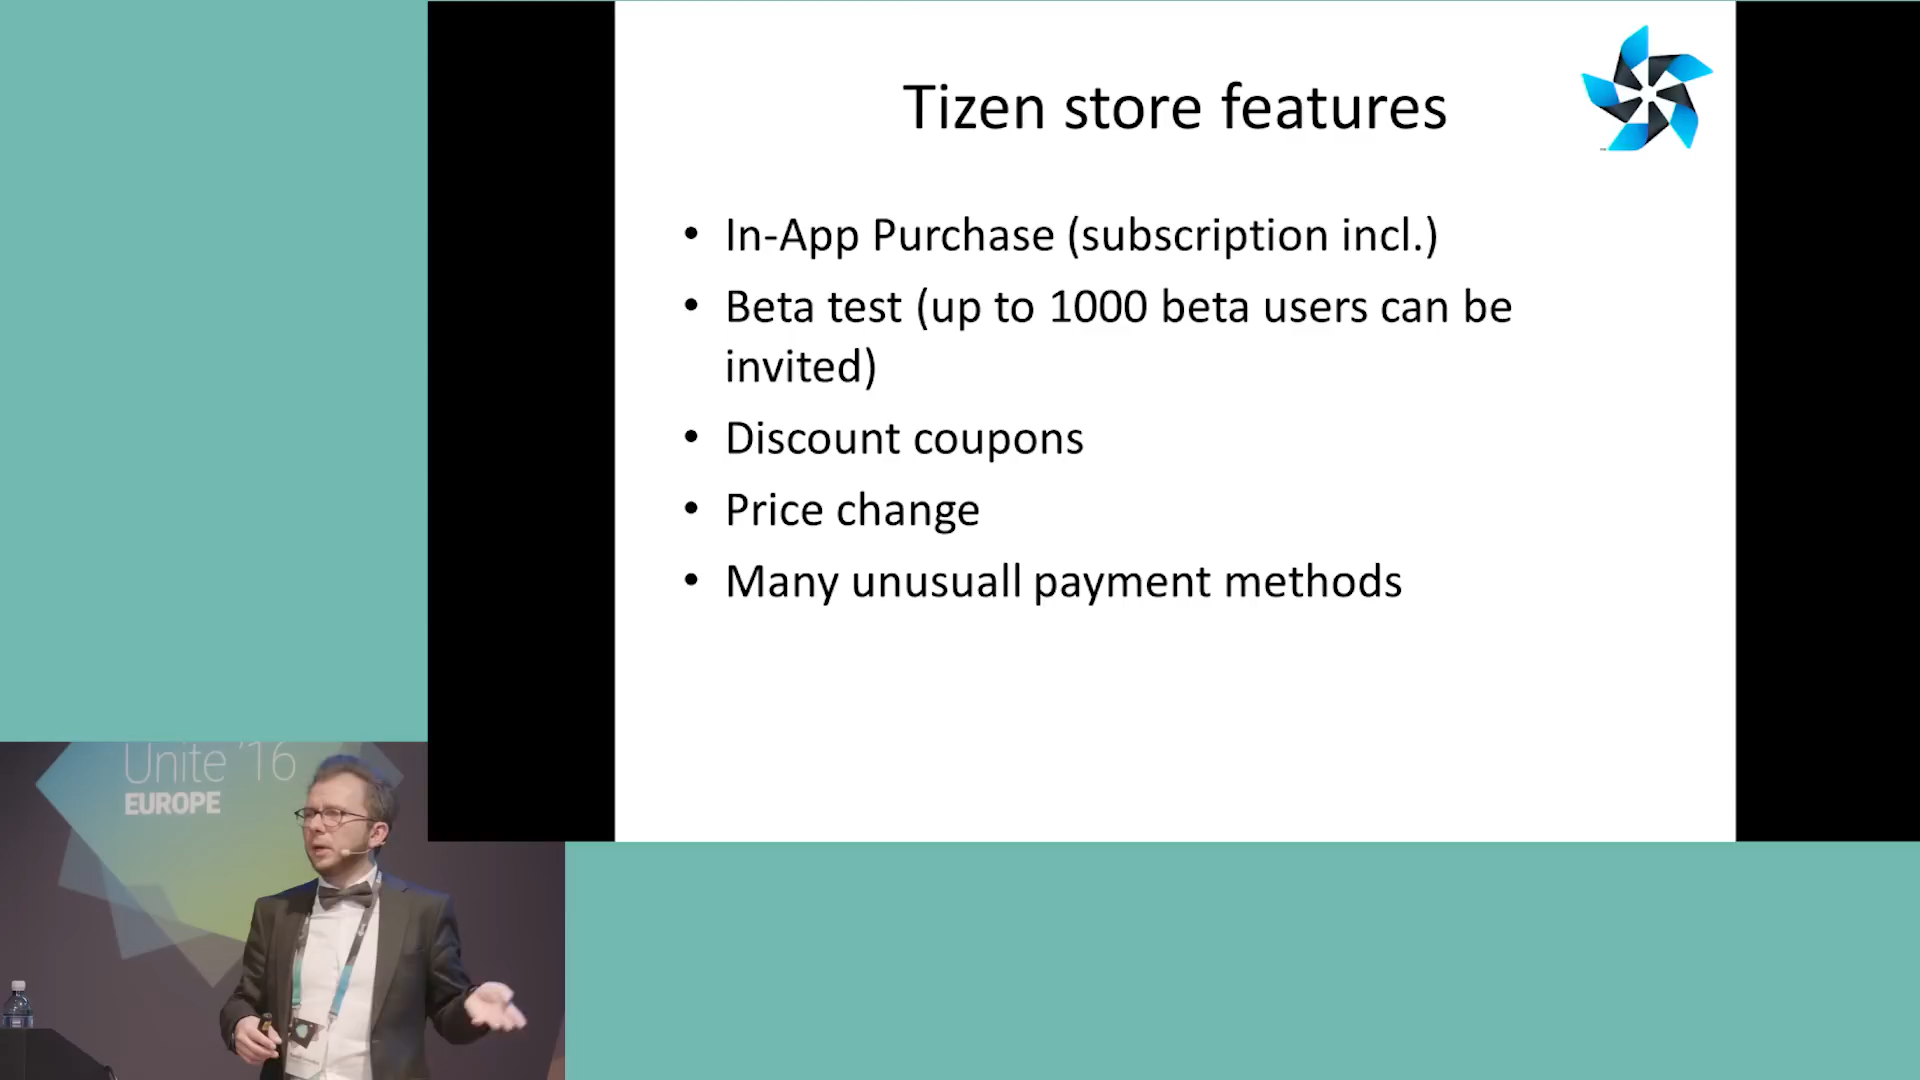 Tizen store features
• In-App Purchase (subscription incl.)
• Beta test (up to 1000 beta users can be
invited)
• Discount coupons
• Price change
• Many unusuall payment methods
Unite '16
EUROPE